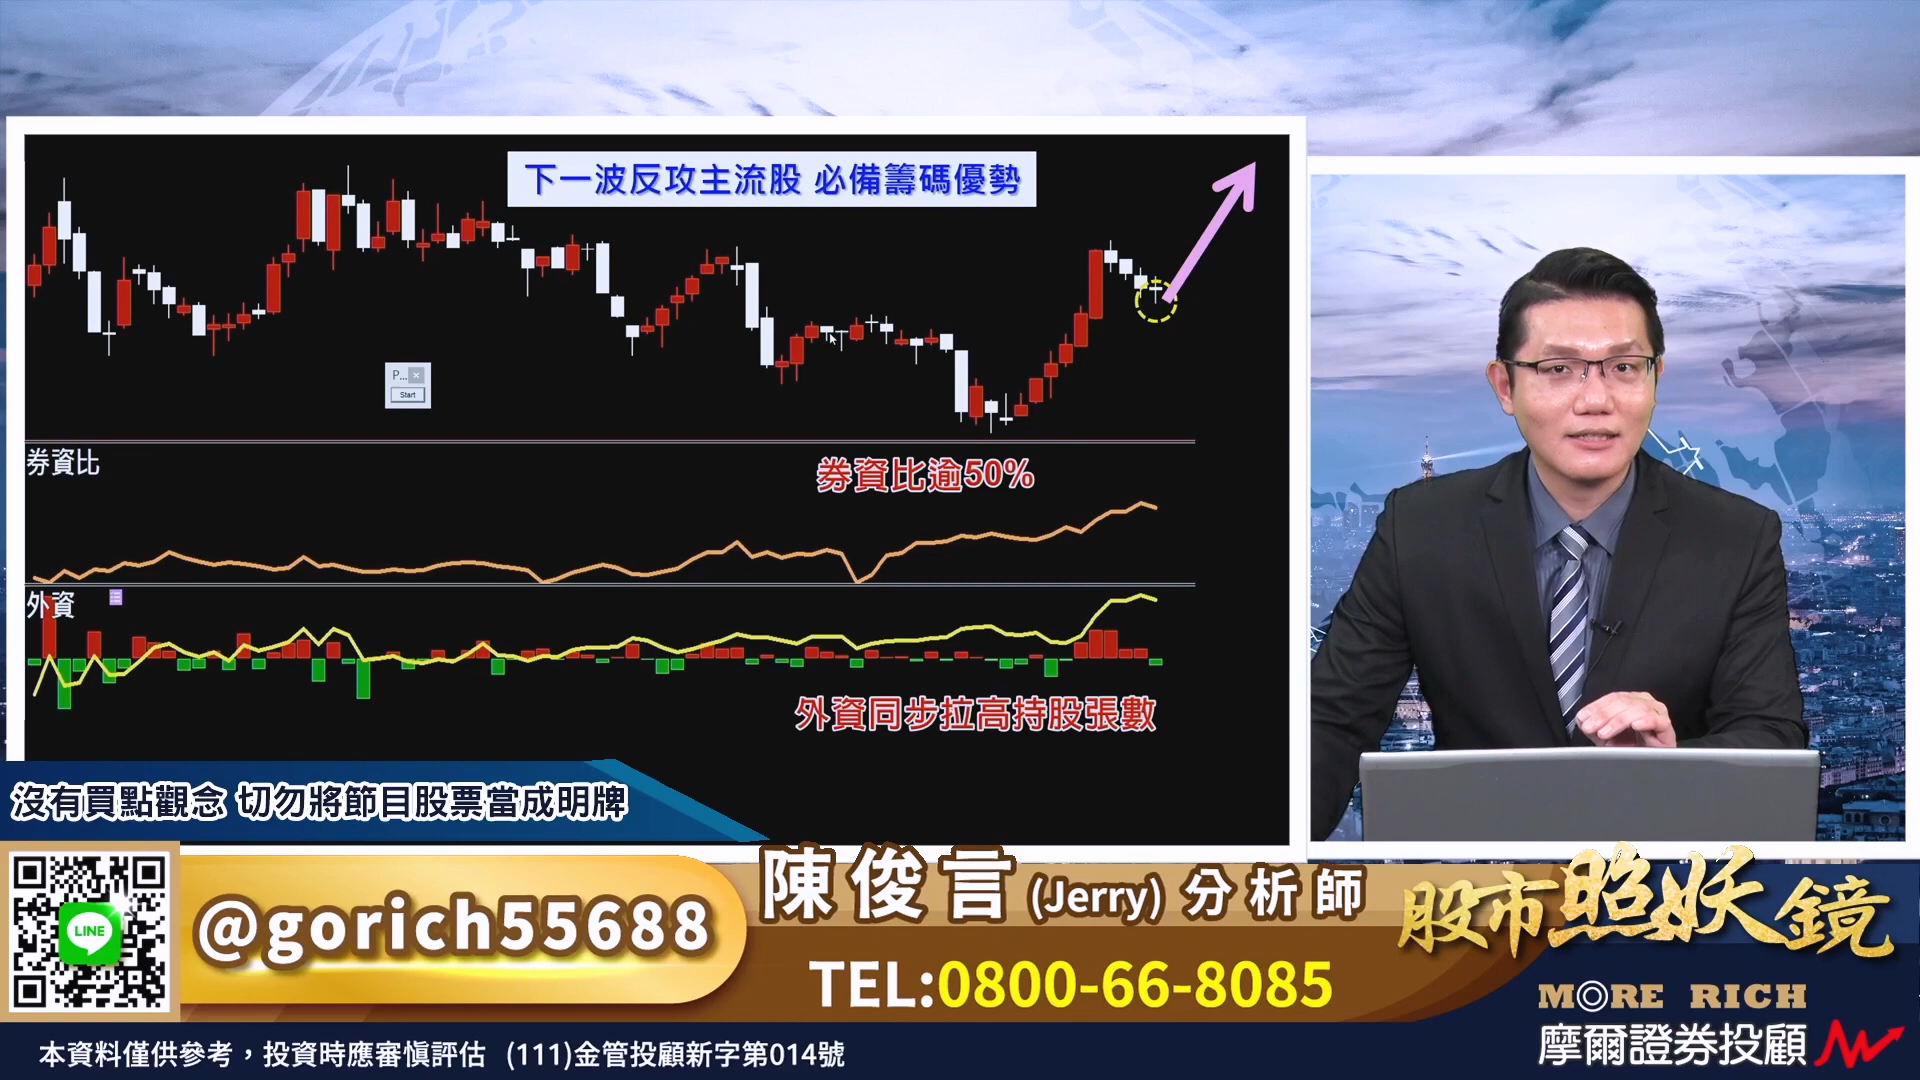 下一波反攻主流股 必備籌碼優勢
P...
Start
券資比
券資比逾50%
外資
外資同步拉高持股張數
沒有買點觀念 切勿將節目股票當成明牌
LINE
@gorich55688
陳俊言(Jerry)分析師
TEL:0800-66-8085
股市照妖鏡
MORE RICH
摩爾證券投顧
本資料僅供參考，投資時應審慎評估 (111)金管投顧新字第014號